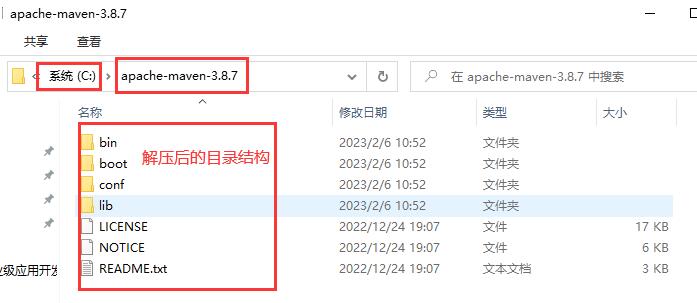 apache-maven-3.8.7
共享 查看
« 系统 (C:) › apache-maven-3.8.7 在 apache-maven-3.8.7 中搜索
名称 修改日期 类型 大小
bin 2023/2/6 10:52 文件夹
boot 2023/2/6 10:52 文件夹
解压后的目录结构
conf 2023/2/6 10:52 文件夹
lib 2023/2/6 10:52 文件夹
LICENSE 2022/12/24 19:07 文件 17 KB
NOTICE 2022/12/24 19:07 文件 6 KB
README.txt 2022/12/24 19:07 文本文档 3 KB
级应用开发